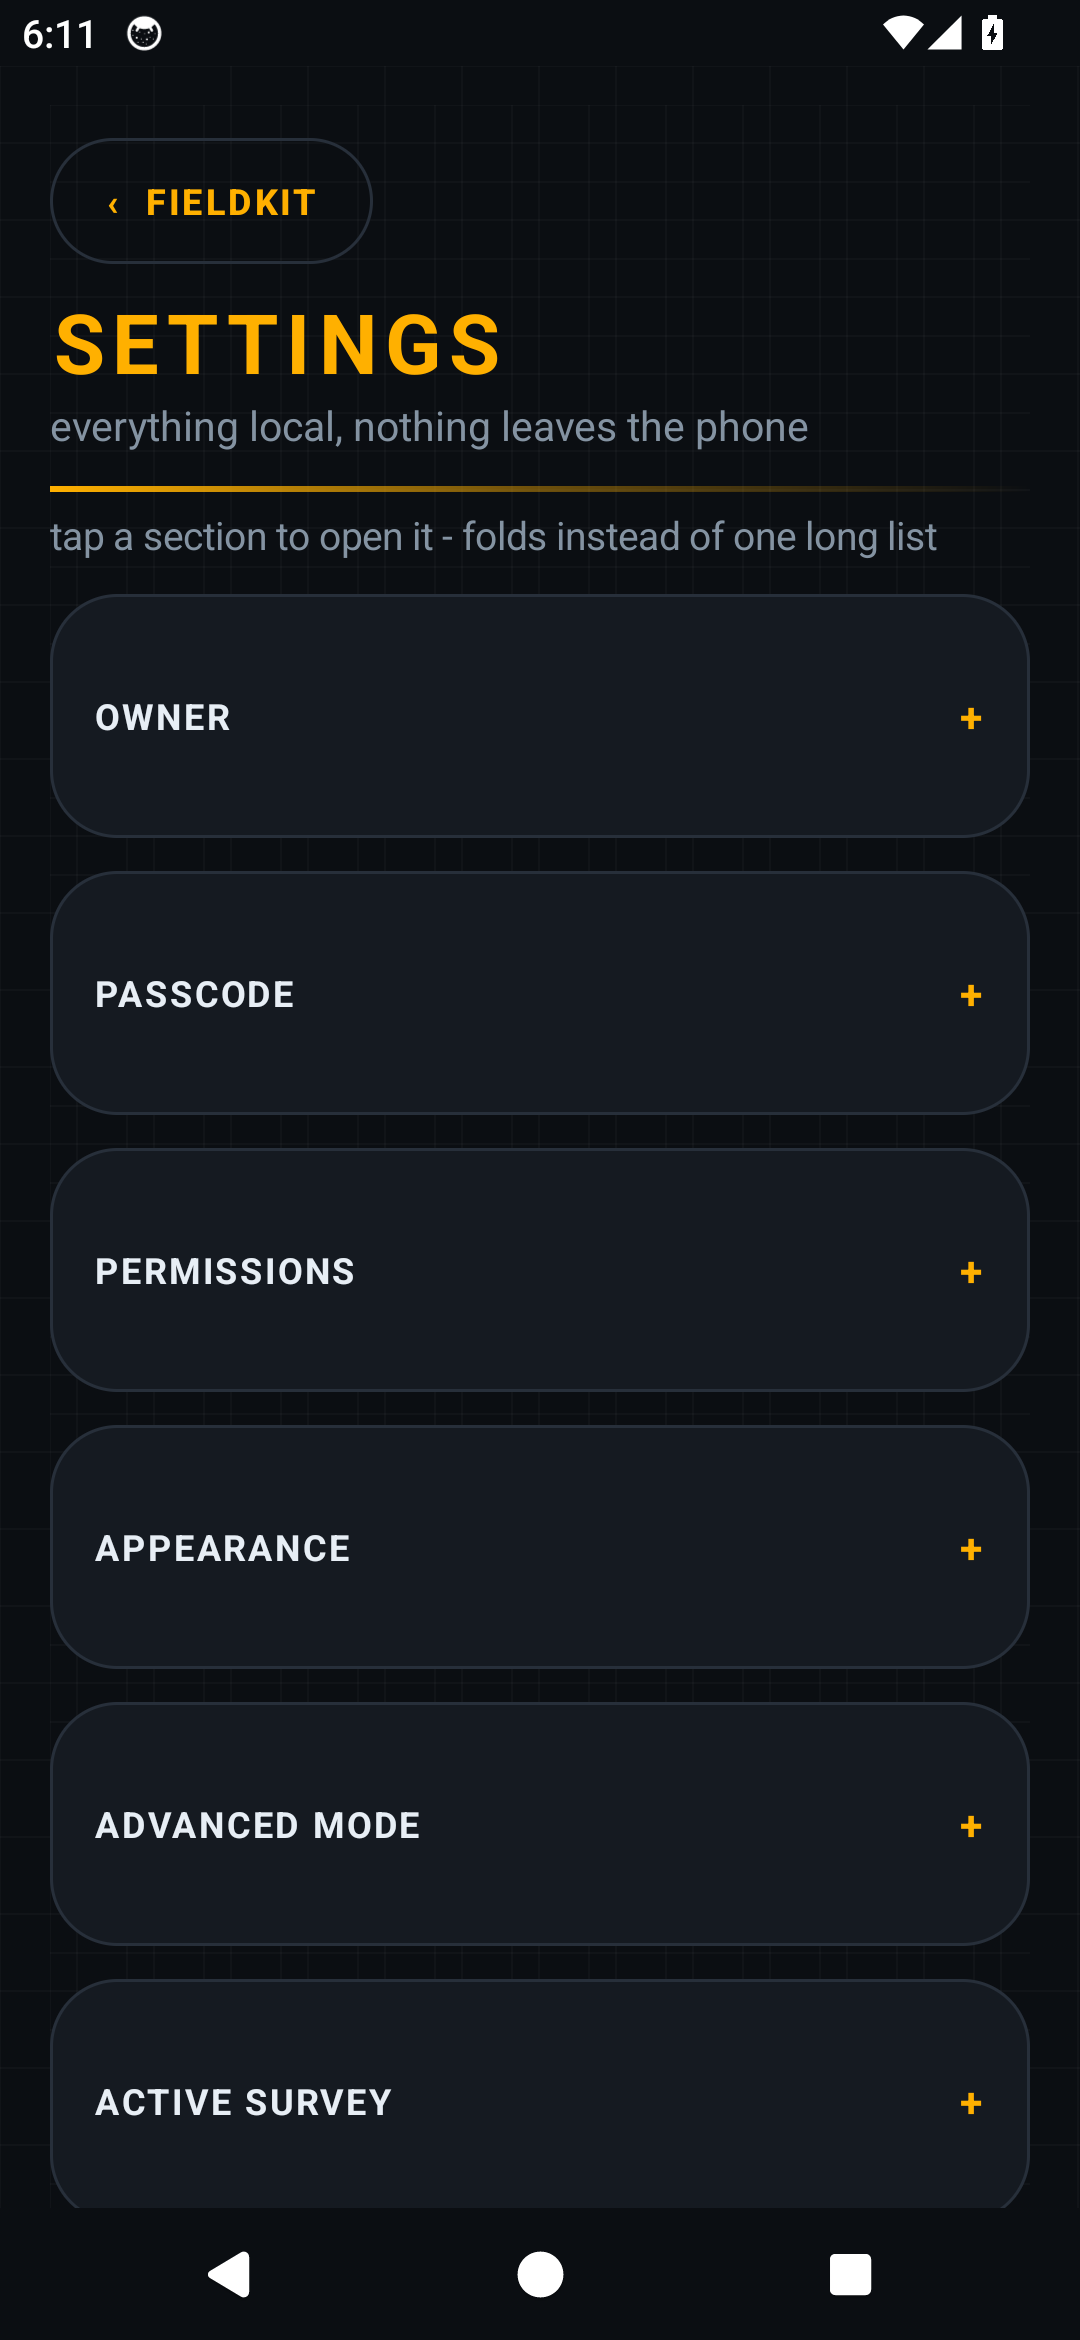 6:11
‹ FIELDKIT
SETTINGS
everything local, nothing leaves the phone
tap a section to open it - folds instead of one long list
OWNER +
PASSCODE +
PERMISSIONS +
APPEARANCE +
ADVANCED MODE +
ACTIVE SURVEY +